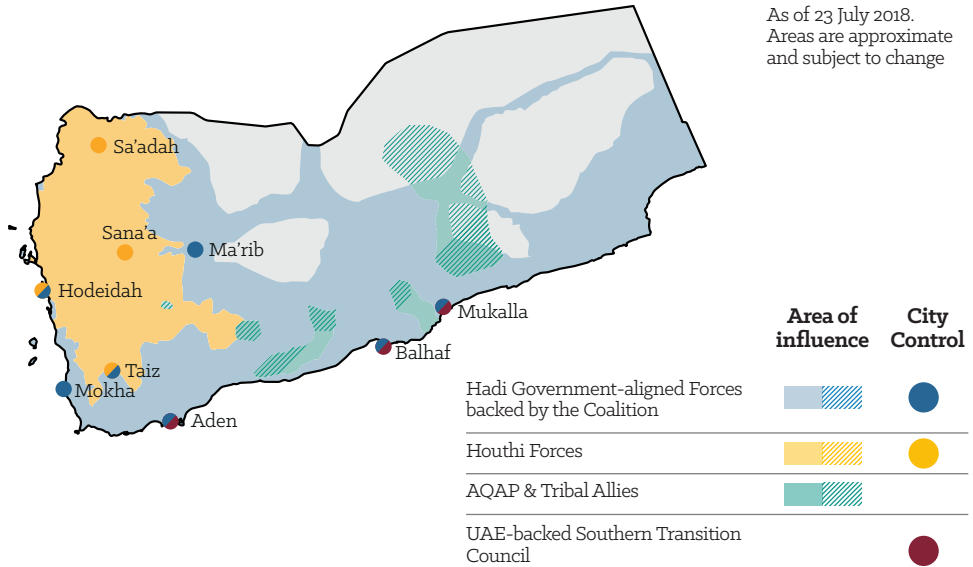 As of 23 July 2018.
Areas are approximate
and subject to change
Sa'adah
Sana'a
Ma'rib
Hodeidah
Mukalla
Balhaf
Taiz
Mokha
Aden
Area of
influence
City
Control
Hadi Government-aligned Forces
backed by the Coalition
Houthi Forces
AQAP & Tribal Allies
UAE-backed Southern Transition
Council